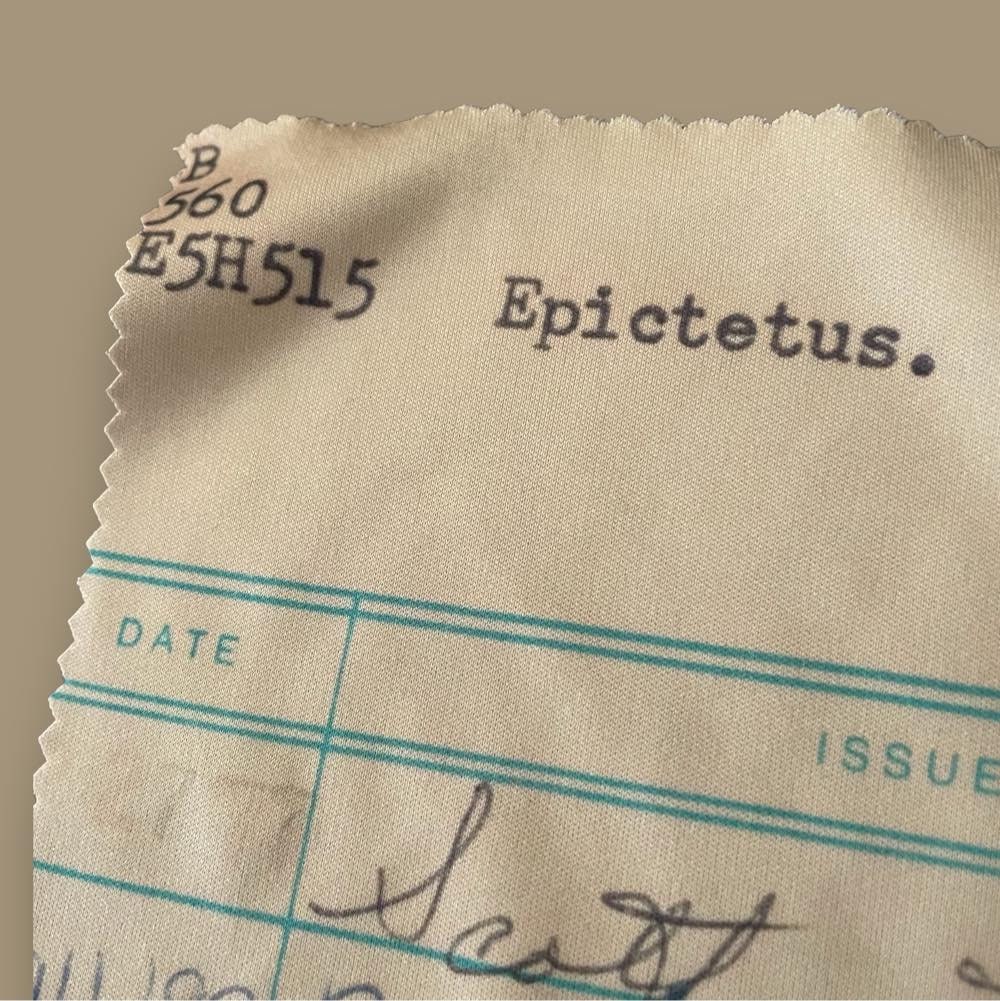 B
560
E5H515 Epictetus.
DATE
ISSUE
Scott